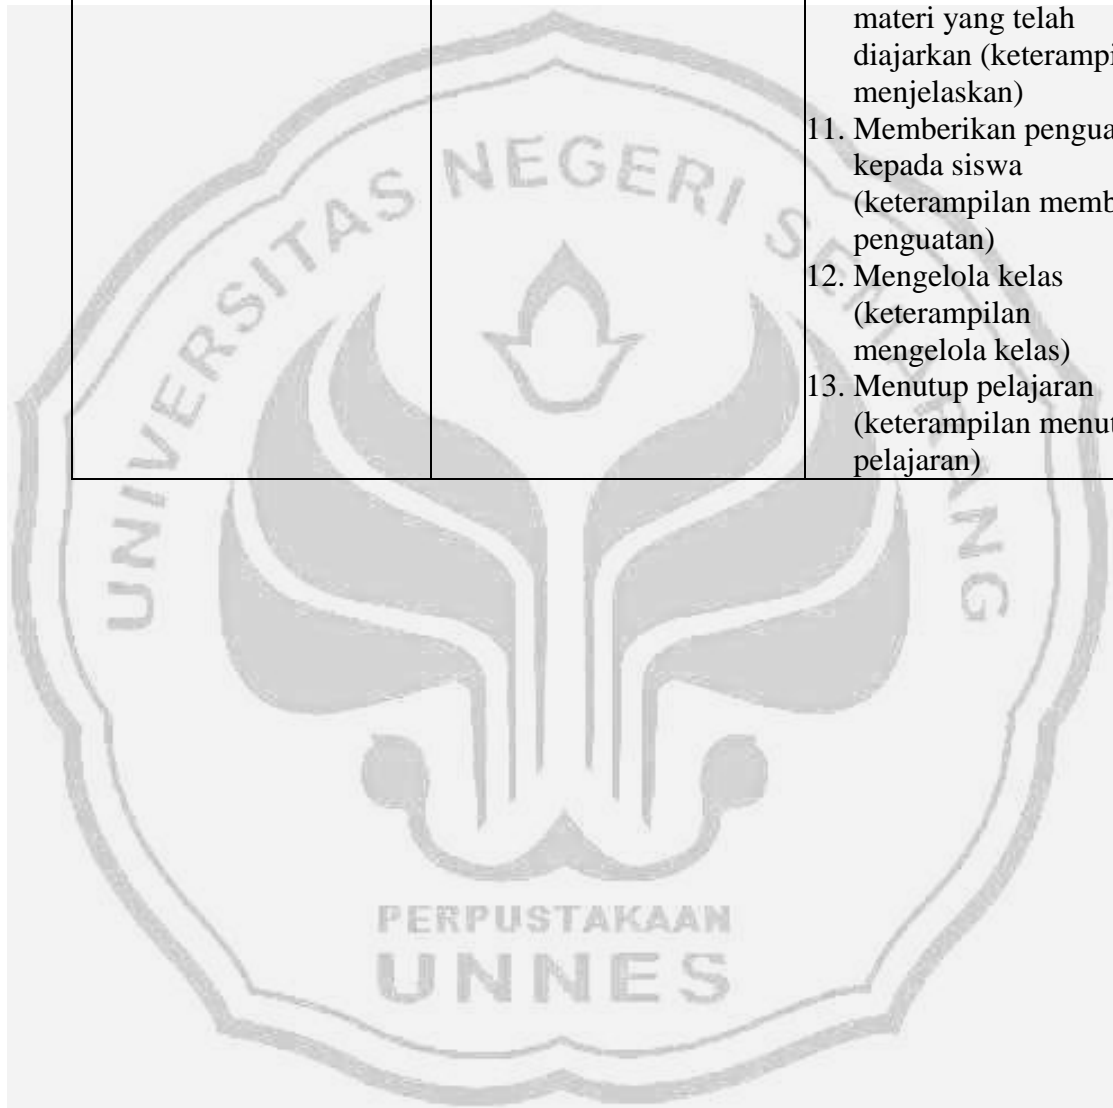 materi yang telah
diajarkan (keterampi
menjelaskan)
11. Memberikan pengua
kepada siswa
(keterampilan memb
penguatan)
12. Mengelola kelas
(keterampilan
mengelola kelas)
13. Menutup pelajaran
(keterampilan menut
pelajaran)
UNIVERSITAS NEGERI SEMARANG
PERPUSTAKAAN
UNNES